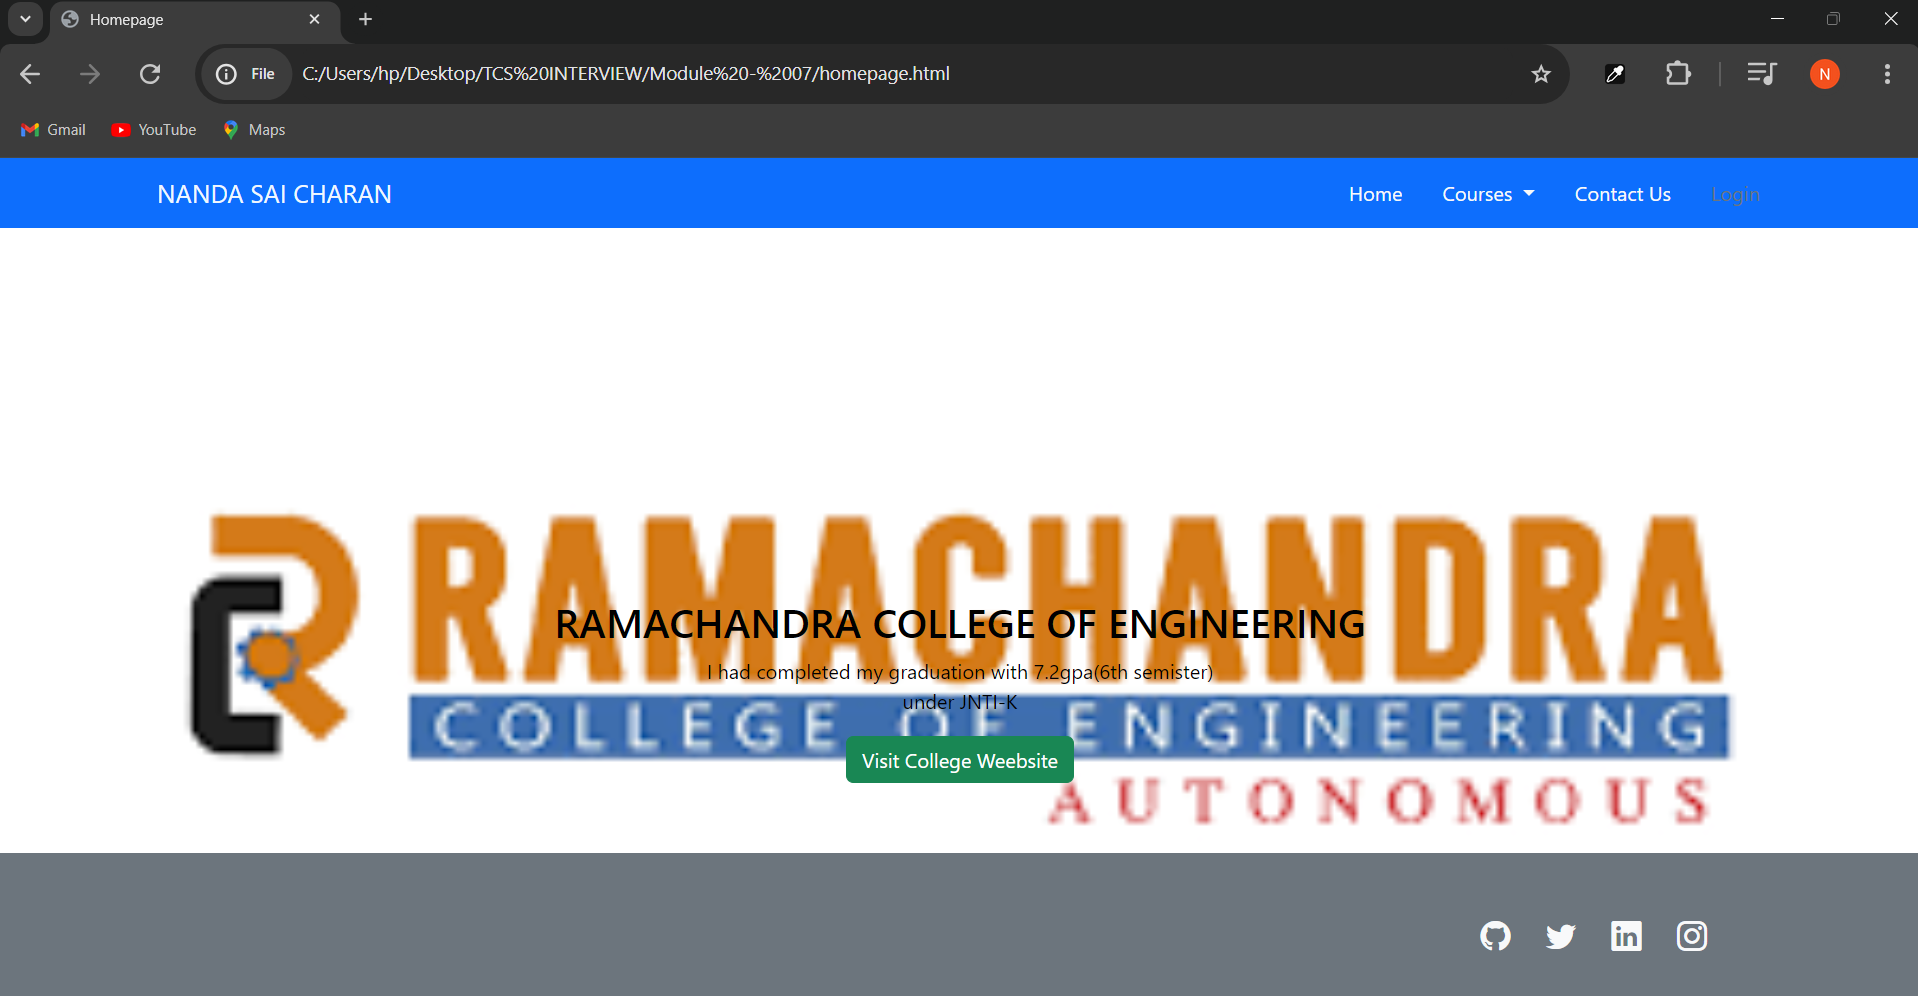 Homepage
File
C:/Users/hp/Desktop/TCS%20INTERVIEW/Module%20-%2007/homepage.html
N
Gmail
YouTube
Maps
NANDA SAI CHARAN
Home
Courses
Contact Us
Login
RAMACHANDRA
RAMACHANDRA COLLEGE OF ENGINEERING
I had completed my graduation with 7.2gpa(6th semister)
under JNTI-K
COLLEGE OF ENGINEERING
Visit College Weebsite
AUTONOMOUS
in